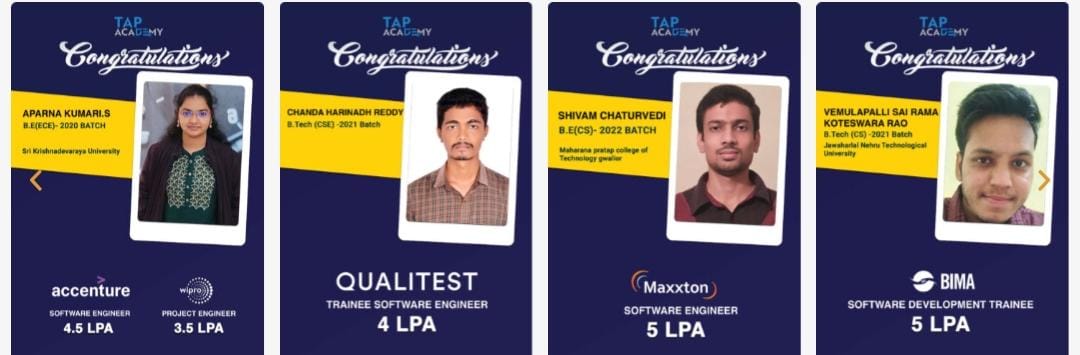 TAP
ACADEMY
Congratulations
APARNA KUMARI.S
B.E(ECE)- 2020 BATCH
Sri Krishnadevaraya University
accenture
SOFTWARE ENGINEER
4.5 LPA
wipro
PROJECT ENGINEER
3.5 LPA
TAP
ACADEMY
Congratulations
CHANDA HARINADH REDDY
B.Tech (CSE) -2021 Batch
QUALITEST
TRAINEE SOFTWARE ENGINEER
4 LPA
TAP
ACADEMY
Congratulations
SHIVAM CHATURVEDI
B.E(CS)- 2022 BATCH
Maharana pratap college of
Technology gwalior
Maxxton
SOFTWARE ENGINEER
5 LPA
TAP
ACADEMY
Congratulations
VEMULAPALLI SAI RAMA
KOTESWARA RAO
B.Tech (CS) -2021 Batch
Jawaharlal Nehru Technological
University
BIMA
SOFTWARE DEVELOPMENT TRAINEE
5 LPA